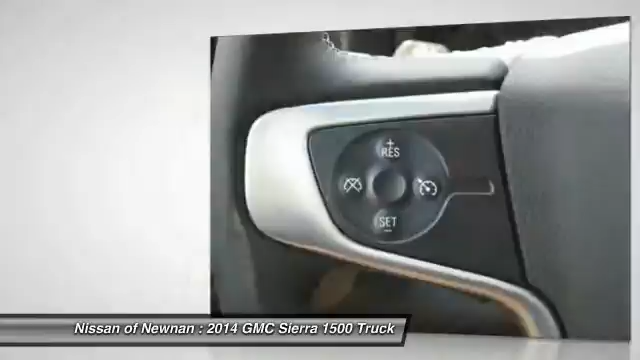 +
RES
SET
-
Nissan of Newnan : 2014 GMC Sierra 1500 Truck